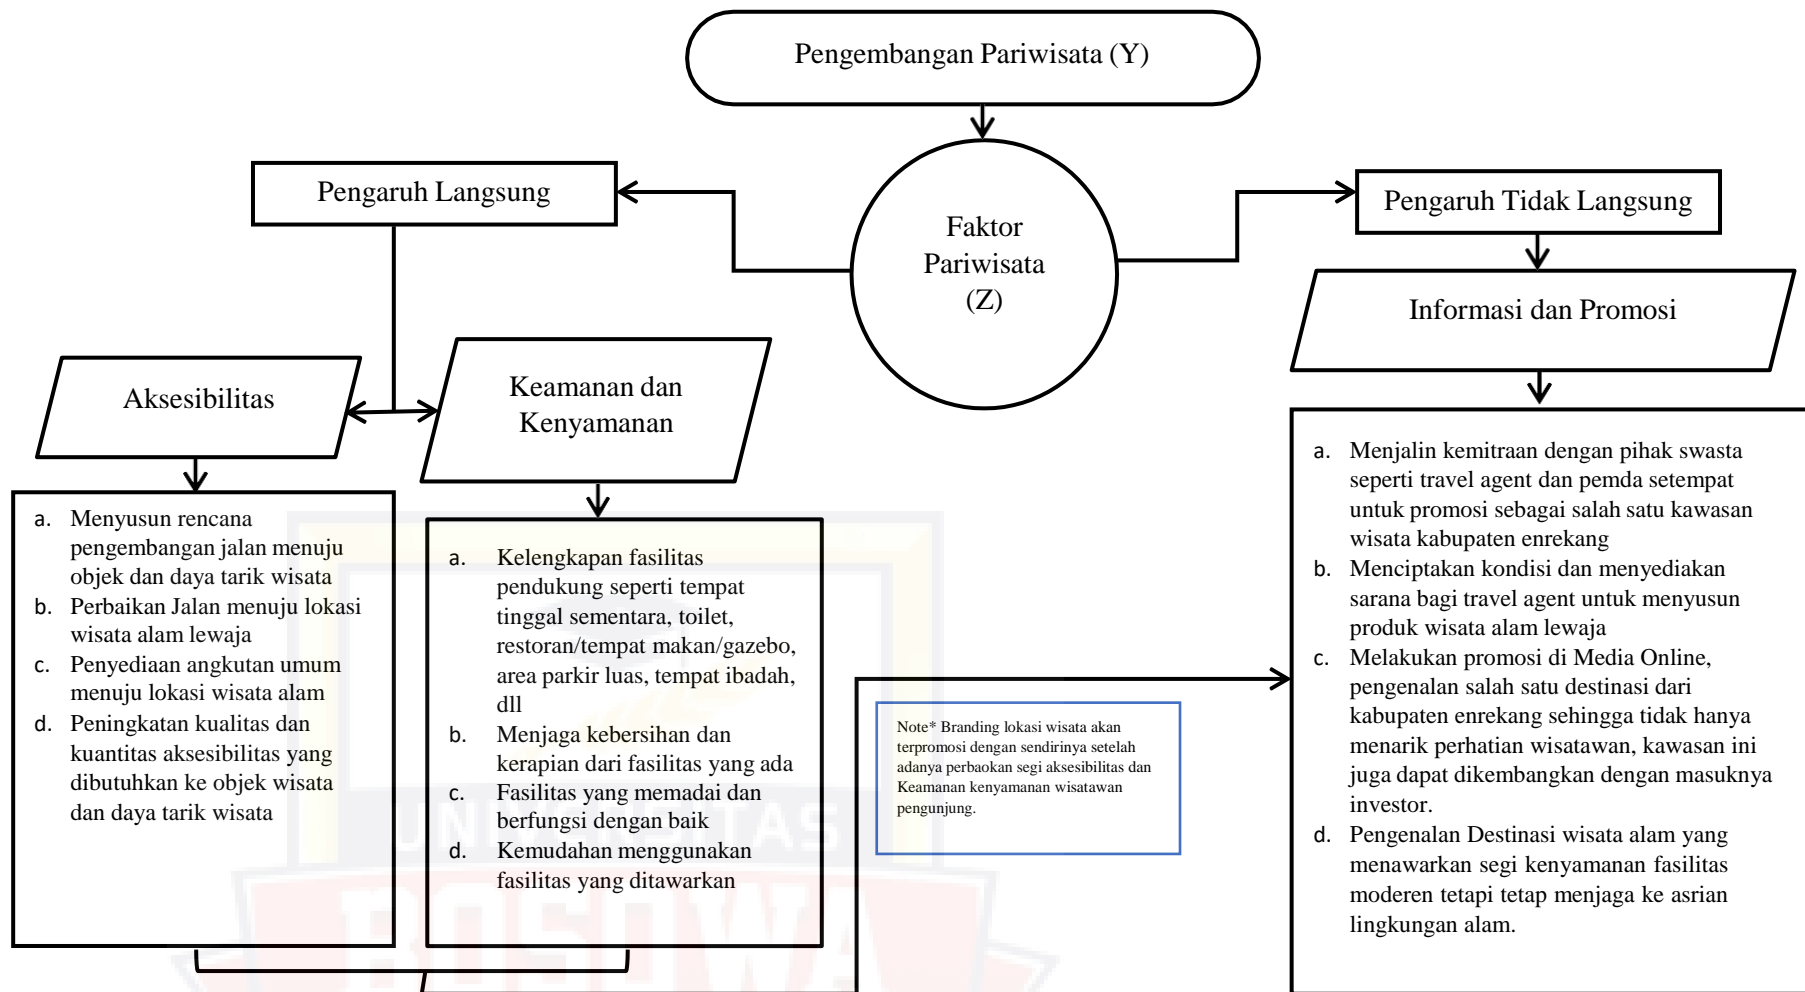 Pengembangan Pariwisata (Y)
Faktor
Pariwisata
(Z)
Pengaruh Langsung
Pengaruh Tidak Langsung
Aksesibilitas
Keamanan dan
Kenyamanan
Informasi dan Promosi
a. Menyusun rencana
pengembangan jalan menuju
objek dan daya tarik wisata
b. Perbaikan Jalan menuju lokasi
wisata alam lewaja
c. Penyediaan angkutan umum
menuju lokasi wisata alam
d. Peningkatan kualitas dan
kuantitas aksesibilitas yang
dibutuhkan ke objek wisata
dan daya tarik wisata
a. Kelengkapan fasilitas
pendukung seperti tempat
tinggal sementara, toilet,
restoran/tempat makan/gazebo,
area parkir luas, tempat ibadah,
dll
b. Menjaga kebersihan dan
kerapian dari fasilitas yang ada
c. Fasilitas yang memadai dan
berfungsi dengan baik
d. Kemudahan menggunakan
fasilitas yang ditawarkan
Note* Branding lokasi wisata akan
terpromosi dengan sendirinya setelah
adanya perbaokan segi aksesibilitas dan
Keamanan kenyamanan wisatawan
pengunjung.
a. Menjalin kemitraan dengan pihak swasta
seperti travel agent dan pemda setempat
untuk promosi sebagai salah satu kawasan
wisata kabupaten enrekang
b. Menciptakan kondisi dan menyediakan
sarana bagi travel agent untuk menyusun
produk wisata alam lewaja
c. Melakukan promosi di Media Online,
pengenalan salah satu destinasi dari
kabupaten enrekang sehingga tidak hanya
menarik perhatian wisatawan, kawasan ini
juga dapat dikembangkan dengan masuknya
investor.
d. Pengenalan Destinasi wisata alam yang
menawarkan segi kenyamanan fasilitas
moderen tetapi tetap menjaga ke asrian
lingkungan alam.
UNIVERSITAS
BOSOWA